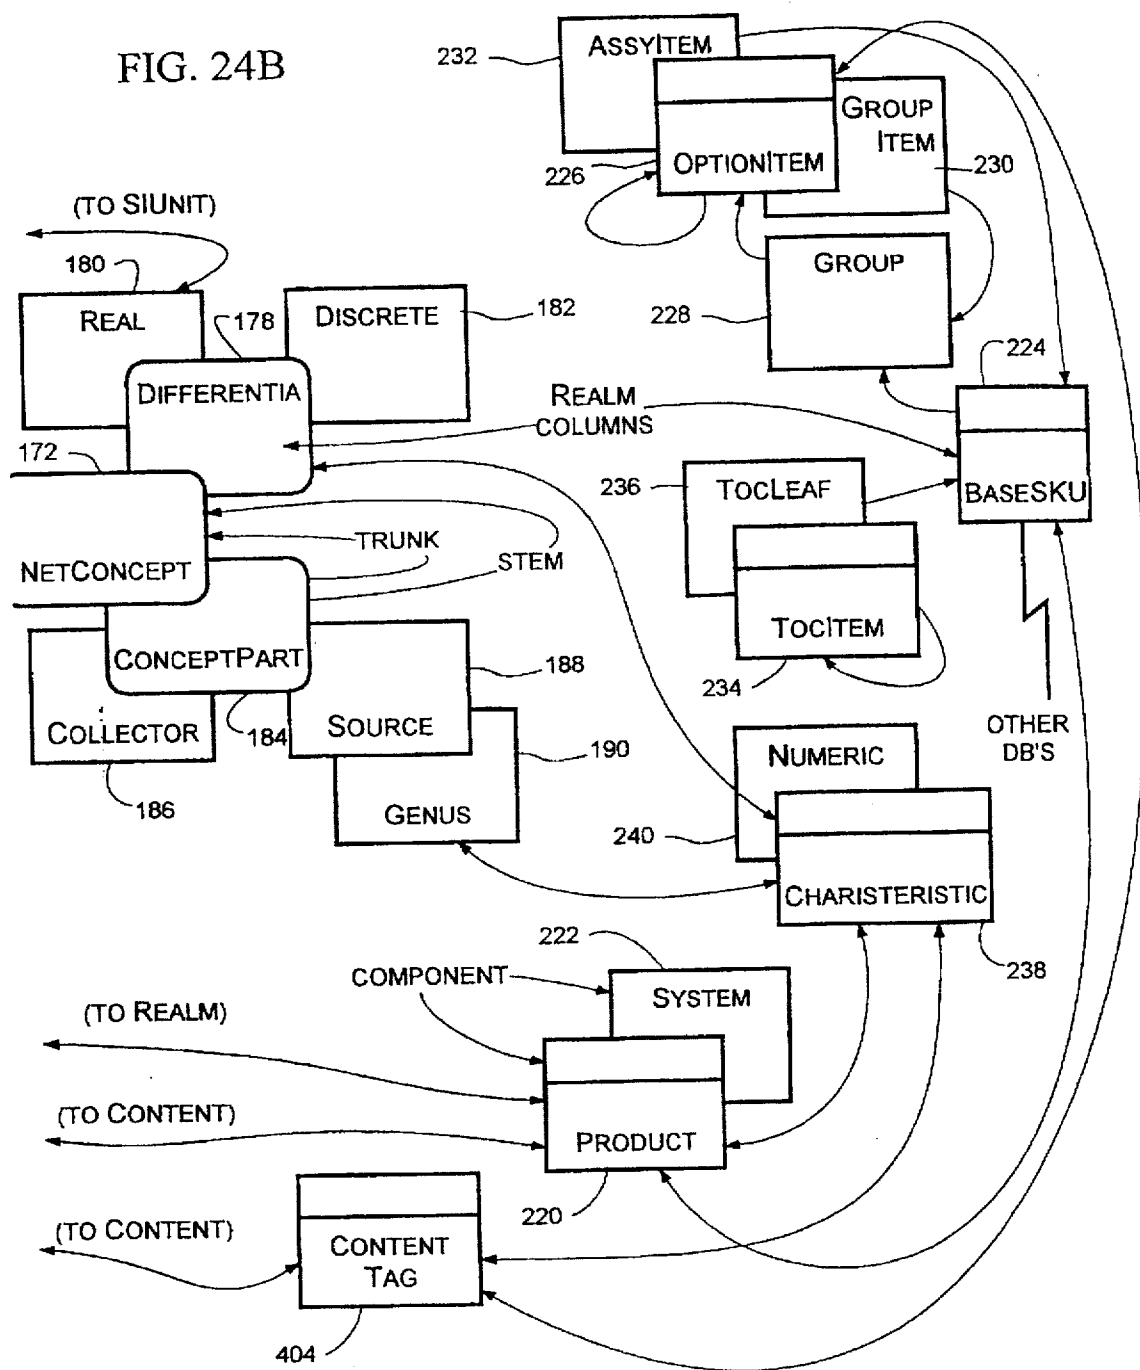 FIG. 24B
232
ASSYITEM
GROUP
ITEM
226
OPTIONITEM
230
(TO SIUNIT)
180
REAL
178
DISCRETE
182
GROUP
228
224
DIFFERENTIA
REALM
COLUMNS
172
236
TOCLEAF
BASESKU
TRUNK
STEM
NETCONCEPT
TOCITEM
CONCEPTPART
188
234
COLLECTOR
184
SOURCE
190
OTHER
DB'S
NUMERIC
186
GENUS
240
CHARISTERISTIC
222
238
COMPONENT
SYSTEM
(TO REALM)
(TO CONTENT)
PRODUCT
220
(TO CONTENT)
CONTENT
TAG
404